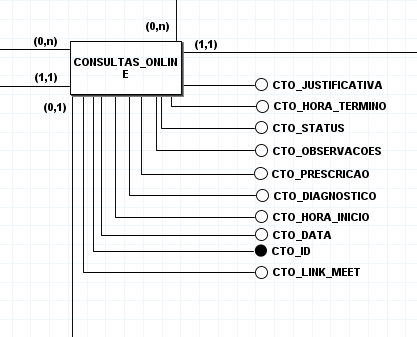 (0,n)
(0,n)
(1,1)
CONSULTAS_ONLIN
E
(1,1)
(0,1)
CTO_JUSTIFICATIVA
CTO_HORA_TERMINO
CTO_STATUS
CTO_OBSERVACOES
CTO_PRESCRICAO
CTO_DIAGNOSTICO
CTO_HORA_INICIO
CTO_DATA
CTO_ID
CTO_LINK_MEET